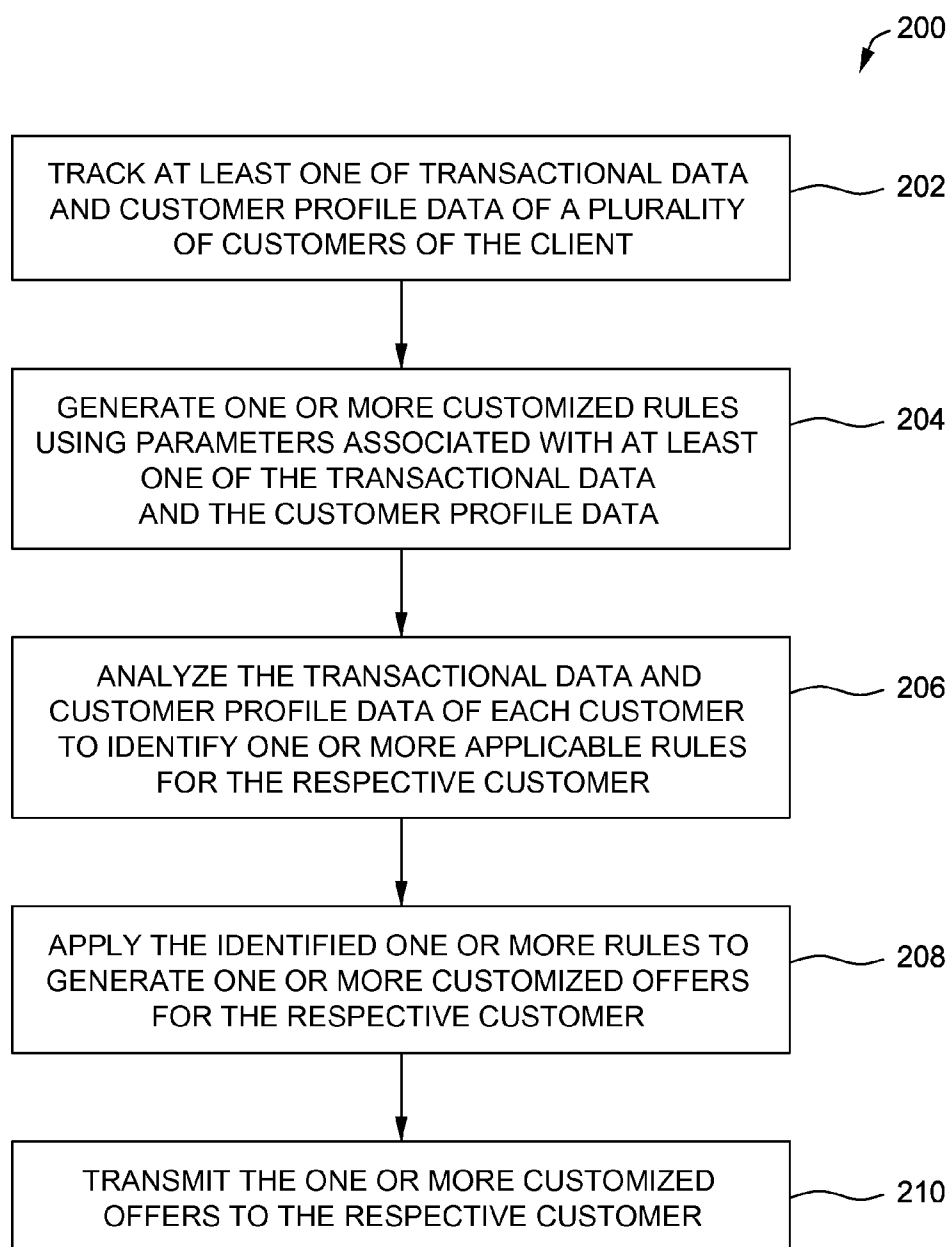 200
TRACK AT LEAST ONE OF TRANSACTIONAL DATA
AND CUSTOMER PROFILE DATA OF A PLURALITY
OF CUSTOMERS OF THE CLIENT
202
GENERATE ONE OR MORE CUSTOMIZED RULES
USING PARAMETERS ASSOCIATED WITH AT LEAST
ONE OF THE TRANSACTIONAL DATA
AND THE CUSTOMER PROFILE DATA
204
ANALYZE THE TRANSACTIONAL DATA AND
CUSTOMER PROFILE DATA OF EACH CUSTOMER
TO IDENTIFY ONE OR MORE APPLICABLE RULES
FOR THE RESPECTIVE CUSTOMER
206
APPLY THE IDENTIFIED ONE OR MORE RULES TO
GENERATE ONE OR MORE CUSTOMIZED OFFERS
FOR THE RESPECTIVE CUSTOMER
208
TRANSMIT THE ONE OR MORE CUSTOMIZED
OFFERS TO THE RESPECTIVE CUSTOMER
210